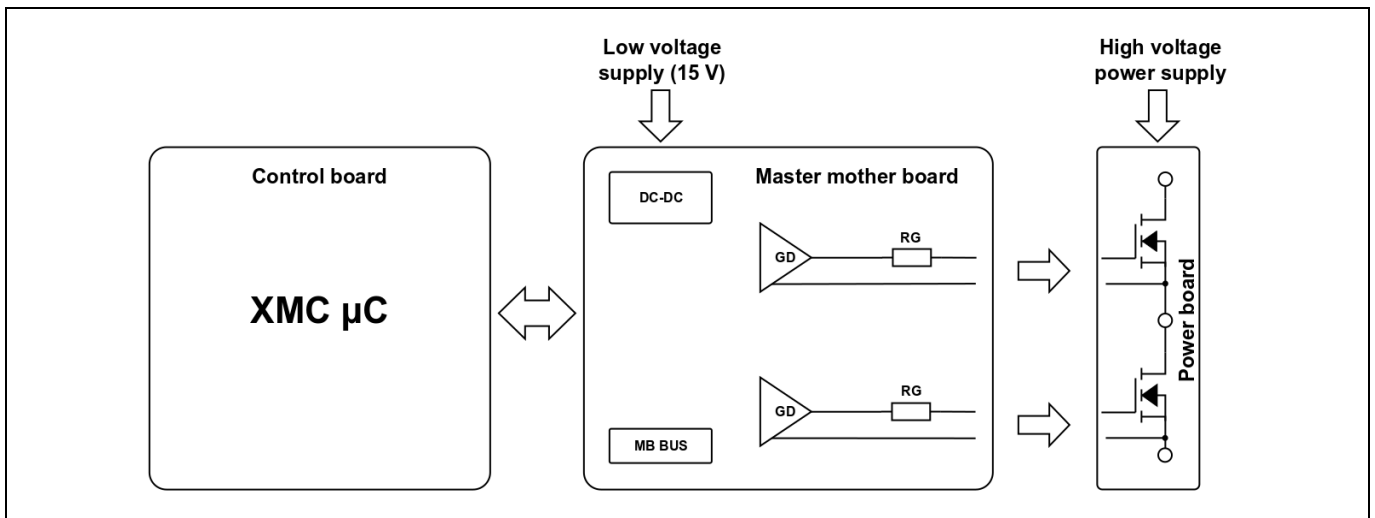 Low voltage
supply (15 V)
High voltage
power supply
Control board
XMC µC
Master mother board
DC-DC
GD
RG
GD
RG
MB BUS
Power board